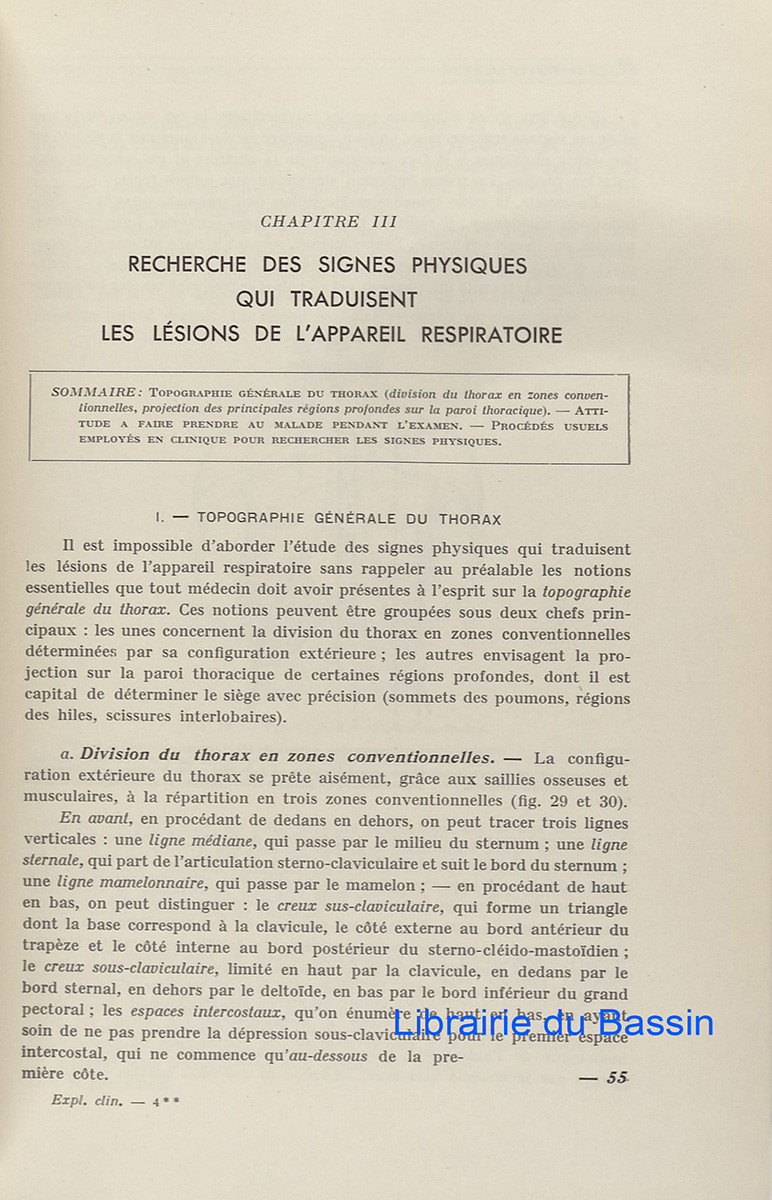 CHAPITRE III
RECHERCHE DES SIGNES PHYSIQUES
QUI TRADUISENT
LES LÉSIONS DE L'APPAREIL RESPIRATOIRE
SOMMAIRE : TOPOGRAPHIE GÉNÉRALE DU THORAX (division du thorax en zones conven-
tionnelles, projection des principales régions profondes sur la paroi thoracique). — ATTI-
TUDE A FAIRE PRENDRE AU MALADE PENDANT L'EXAMEN. — PROCÉDÉS USUELS
EMPLOYÉS EN CLINIQUE POUR RECHERCHER LES SIGNES PHYSIQUES.
I. — TOPOGRAPHIE GÉNÉRALE DU THORAX
Il est impossible d'aborder l'étude des signes physiques qui traduisent
les lésions de l'appareil respiratoire sans rappeler au préalable les notions
essentielles que tout médecin doit avoir présentes à l'esprit sur la topographie
générale du thorax. Ces notions peuvent être groupées sous deux chefs prin-
cipaux : les unes concernent la division du thorax en zones conventionnelles
déterminées par sa configuration extérieure ; les autres envisagent la pro-
jection sur la paroi thoracique de certaines régions profondes, dont il est
capital de déterminer le siège avec précision (sommets des poumons, régions
des hiles, scissures interlobaires).
a. Division du thorax en zones conventionnelles. — La configu-
ration extérieure du thorax se prête aisément, grâce aux saillies osseuses et
musculaires, à la répartition en trois zones conventionnelles (fig. 29 et 30).
En avant, en procédant de dedans en dehors, on peut tracer trois lignes
verticales : une ligne médiane, qui passe par le milieu du sternum ; une ligne
sternale, qui part de l'articulation sterno-claviculaire et suit le bord du sternum ;
une ligne mamelonnaire, qui passe par le mamelon ; — en procédant de haut
en bas, on peut distinguer : le creux sus-claviculaire, qui forme un triangle
dont la base correspond à la clavicule, le côté externe au bord antérieur du
trapèze et le côté interne au bord postérieur du sterno-cléido-mastoïdien ;
le creux sous-claviculaire, limité en haut par la clavicule, en dedans par le
bord sternal, en dehors par le deltoïde, en bas par le bord inférieur du grand
pectoral ; les espaces intercostaux, qu'on énumère de haut en bas, en ayant
Librairie du Bassin
soin de ne pas prendre la dépression sous-claviculaire pour le premier espace
intercostal, qui ne commence qu'au-dessous de la pre-
mière côte.
— 55
Expl. clin. — 4**